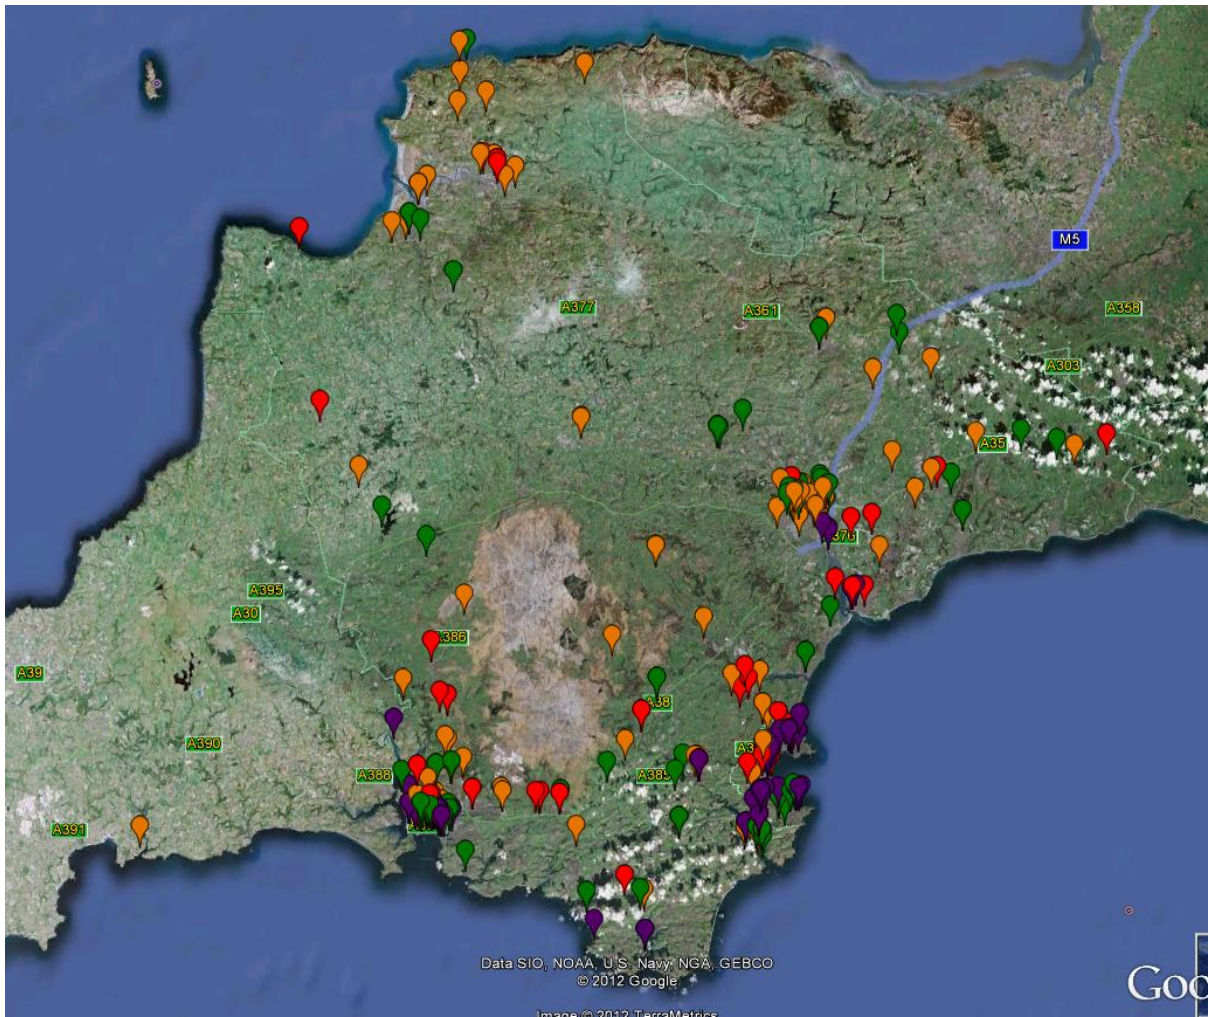 M5
A377
A361
A358
A303
A35
A376
A395
A30
A386
A39
A38
A390
A388
A385
A391
Data SIO, NOAA, U.S. Navy, NGA, GEBCO
© 2012 Google
Goo
Image © 2012 TerraMetrics